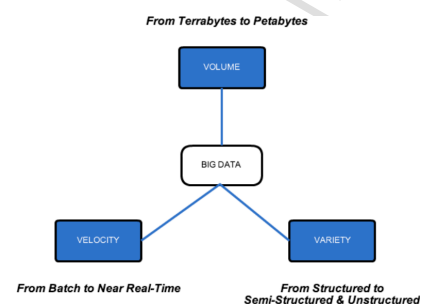 From Terrabytes to Petabytes
VOLUME
BIG DATA
VELOCITY
VARIETY
From Batch to Near Real-Time
From Structured to
Semi-Structured & Unstructured